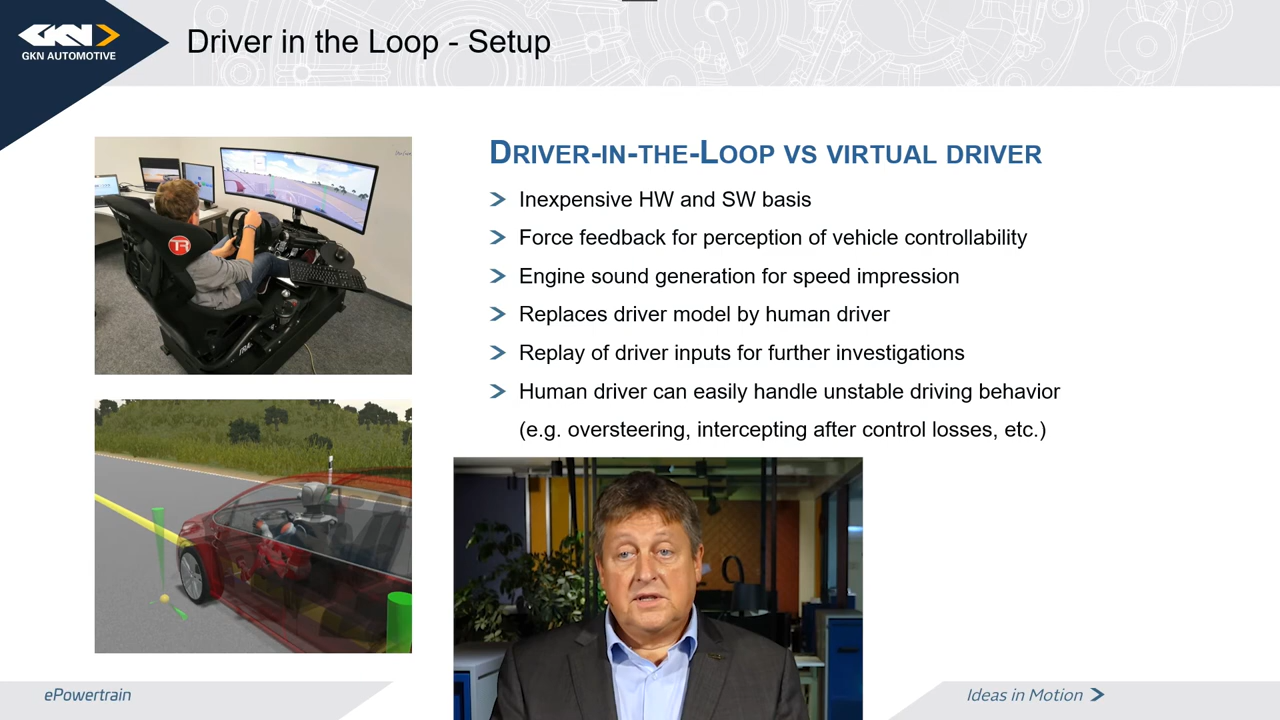 GKN
GKN AUTOMOTIVE
Driver in the Loop - Setup
DRIVER-IN-THE-LOOP VS VIRTUAL DRIVER
Inexpensive HW and SW basis
Force feedback for perception of vehicle controllability
Engine sound generation for speed impression
Replaces driver model by human driver
Replay of driver inputs for further investigations
Human driver can easily handle unstable driving behavior
(e.g. oversteering, intercepting after control losses, etc.)
TR
ePowertrain
Ideas in Motion